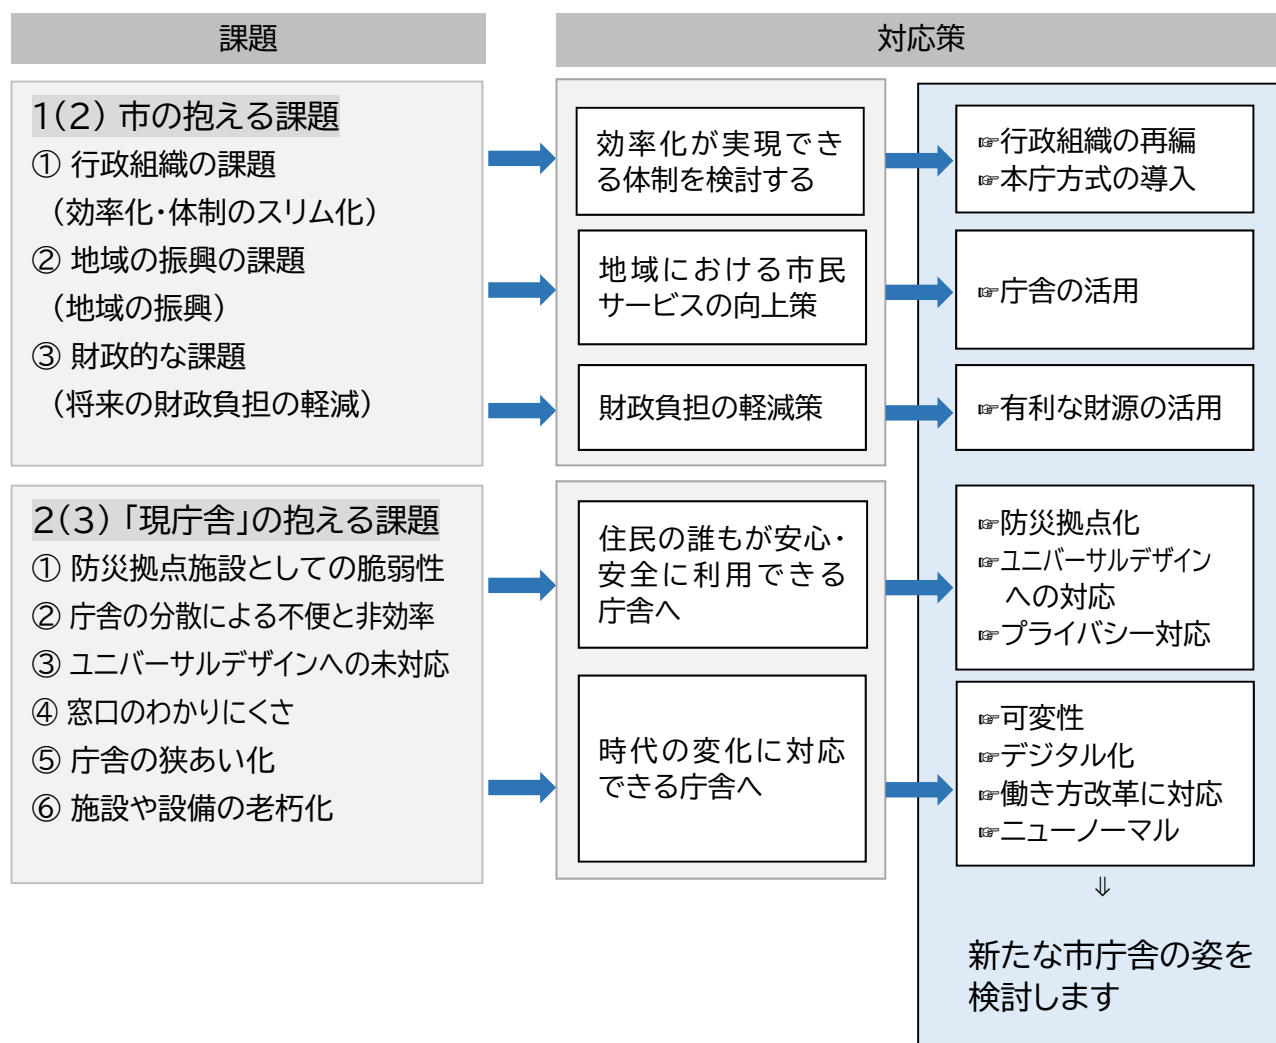 課題
対応策
1(2) 市の抱える課題
① 行政組織の課題
（効率化・体制のスリム化）
② 地域の振興の課題
（地域の振興）
③ 財政的な課題
（将来の財政負担の軽減）
効率化が実現でき
る体制を検討する
☞行政組織の再編
☞本庁方式の導入
地域における市民
サービスの向上策
☞庁舎の活用
財政負担の軽減策
☞有利な財源の活用
2(3) 「現庁舎」の抱える課題
① 防災拠点施設としての脆弱性
② 庁舎の分散による不便と非効率
③ ユニバーサルデザインへの未対応
④ 窓口のわかりにくさ
⑤ 庁舎の狭あい化
⑥ 施設や設備の老朽化
住民の誰もが安心・
安全に利用できる
庁舎へ
☞防災拠点化
☞ユニバーサルデザイン
への対応
☞プライバシー対応
時代の変化に対応
できる庁舎へ
☞可変性
☞デジタル化
☞働き方改革に対応
☞ニューノーマル
⇓
新たな市庁舎の姿を
検討します